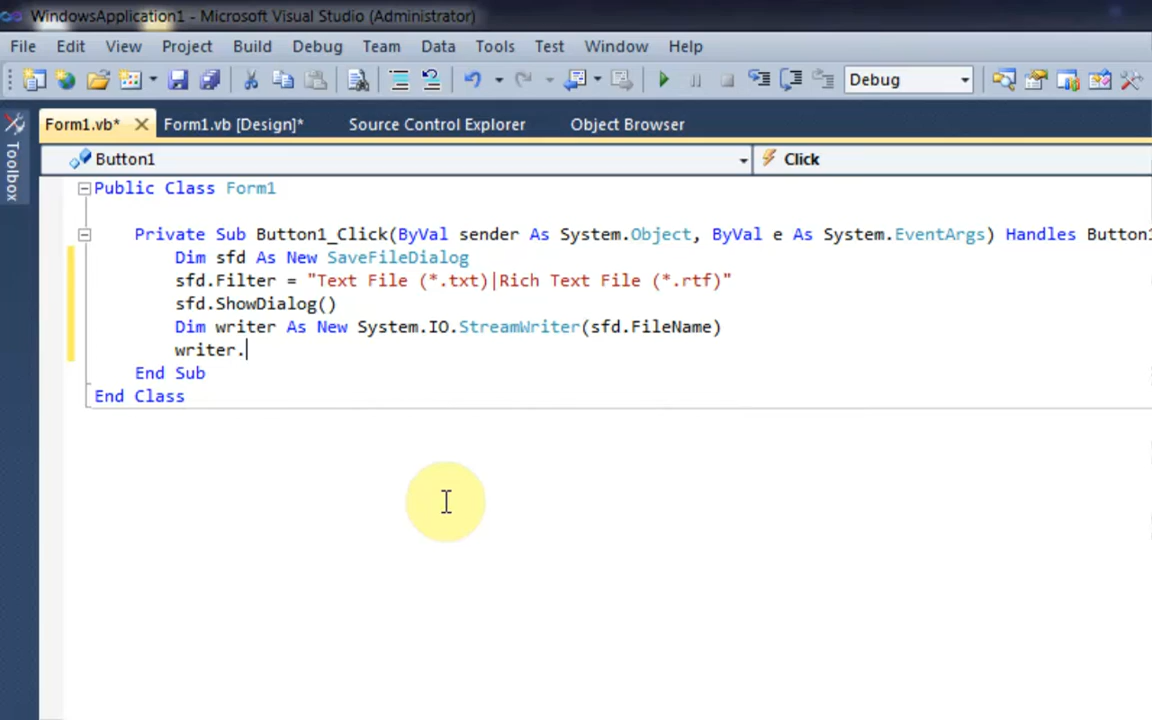 WindowsApplication1 - Microsoft Visual Studio (Administrator)
File Edit View Project Build Debug Team Data Tools Test Window Help
Debug
Form1.vb* Form1.vb [Design]* Source Control Explorer Object Browser
Toolbox
Button1 Click
Public Class Form1
Private Sub Button1_Click(ByVal sender As System.Object, ByVal e As System.EventArgs) Handles Button1
Dim sfd As New SaveFileDialog
sfd.Filter = "Text File (*.txt)|Rich Text File (*.rtf)"
sfd.ShowDialog()
Dim writer As New System.IO.StreamWriter(sfd.FileName)
writer.
End Sub
End Class